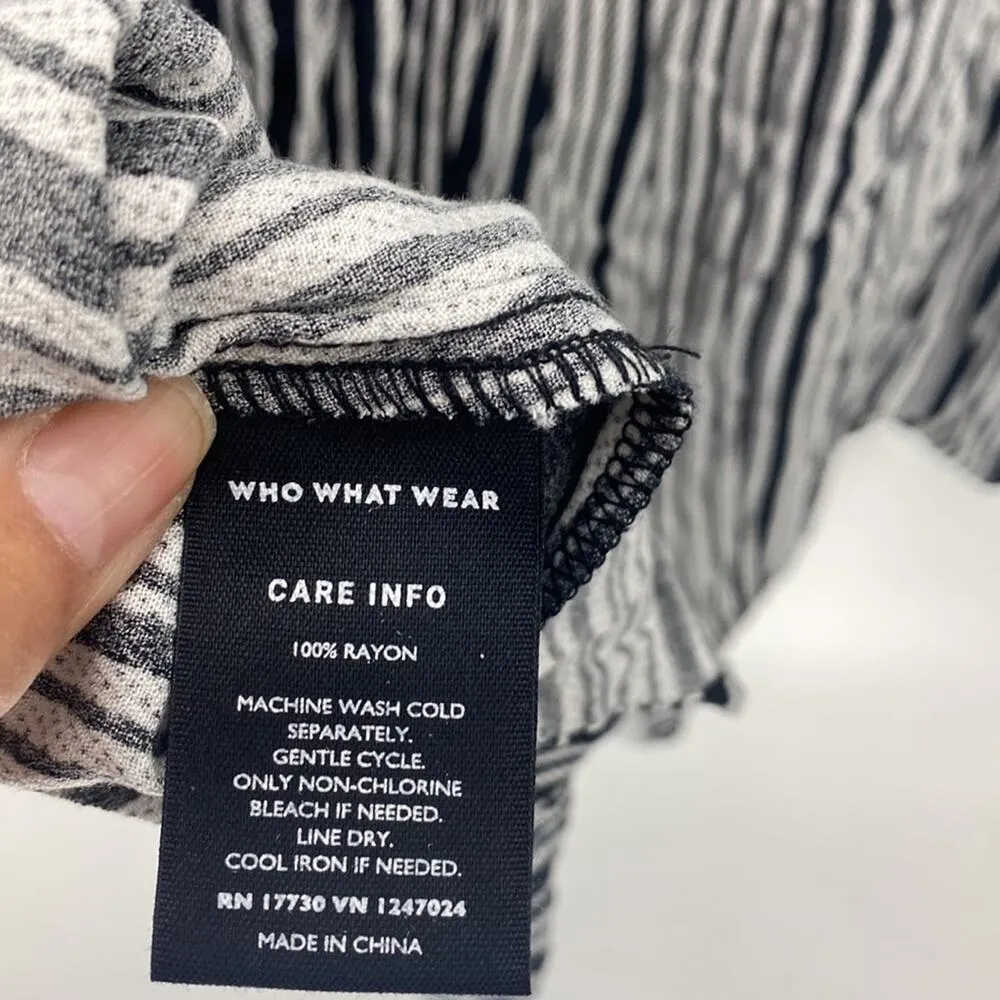 WHO WHAT WEAR
CARE INFO
100% RAYON
MACHINE WASH COLD
SEPARATELY.
GENTLE CYCLE.
ONLY NON-CHLORINE
BLEACH IF NEEDED.
LINE DRY.
COOL IRON IF NEEDED.
RN 17730 VN 1247024
MADE IN CHINA